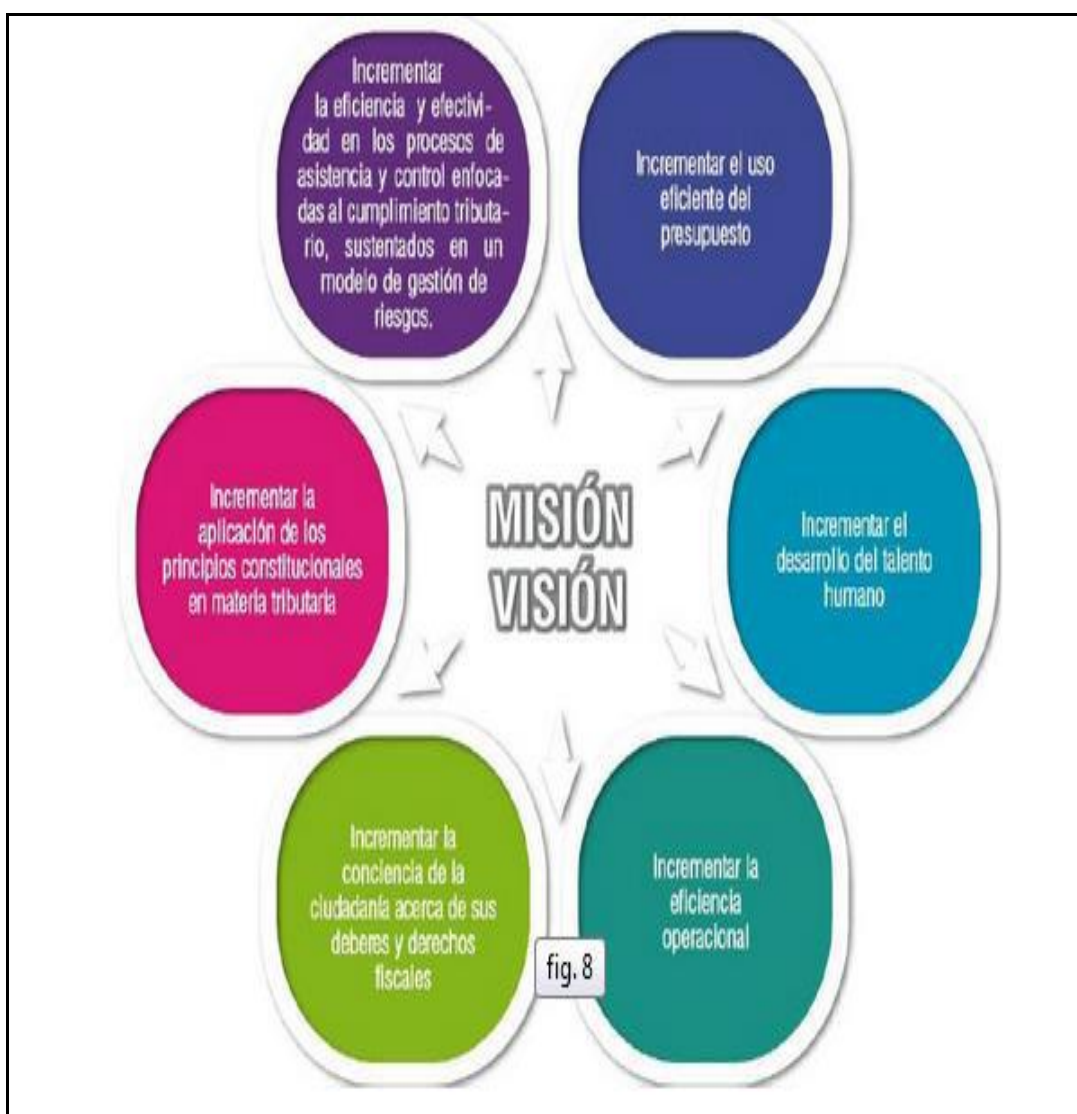 Incrementar
la eficiencia y efectivi-
dad en los procesos de
asistencia y control enfoca-
das al cumplimiento tributa-
rio, sustentados en un
modelo de gestión de
riesgos.
Incrementar el uso
eficiente del
presupuesto
Incrementar la
aplicación de los
principios constitucionales
en materia tributaria
MISIÓN
VISIÓN
Incrementar el
desarrollo del talento
humano
Incrementar la
conciencia de la
ciudadanía acerca de sus
deberes y derechos
fiscales
Incrementar la
eficiencia
operacional
fig. 8